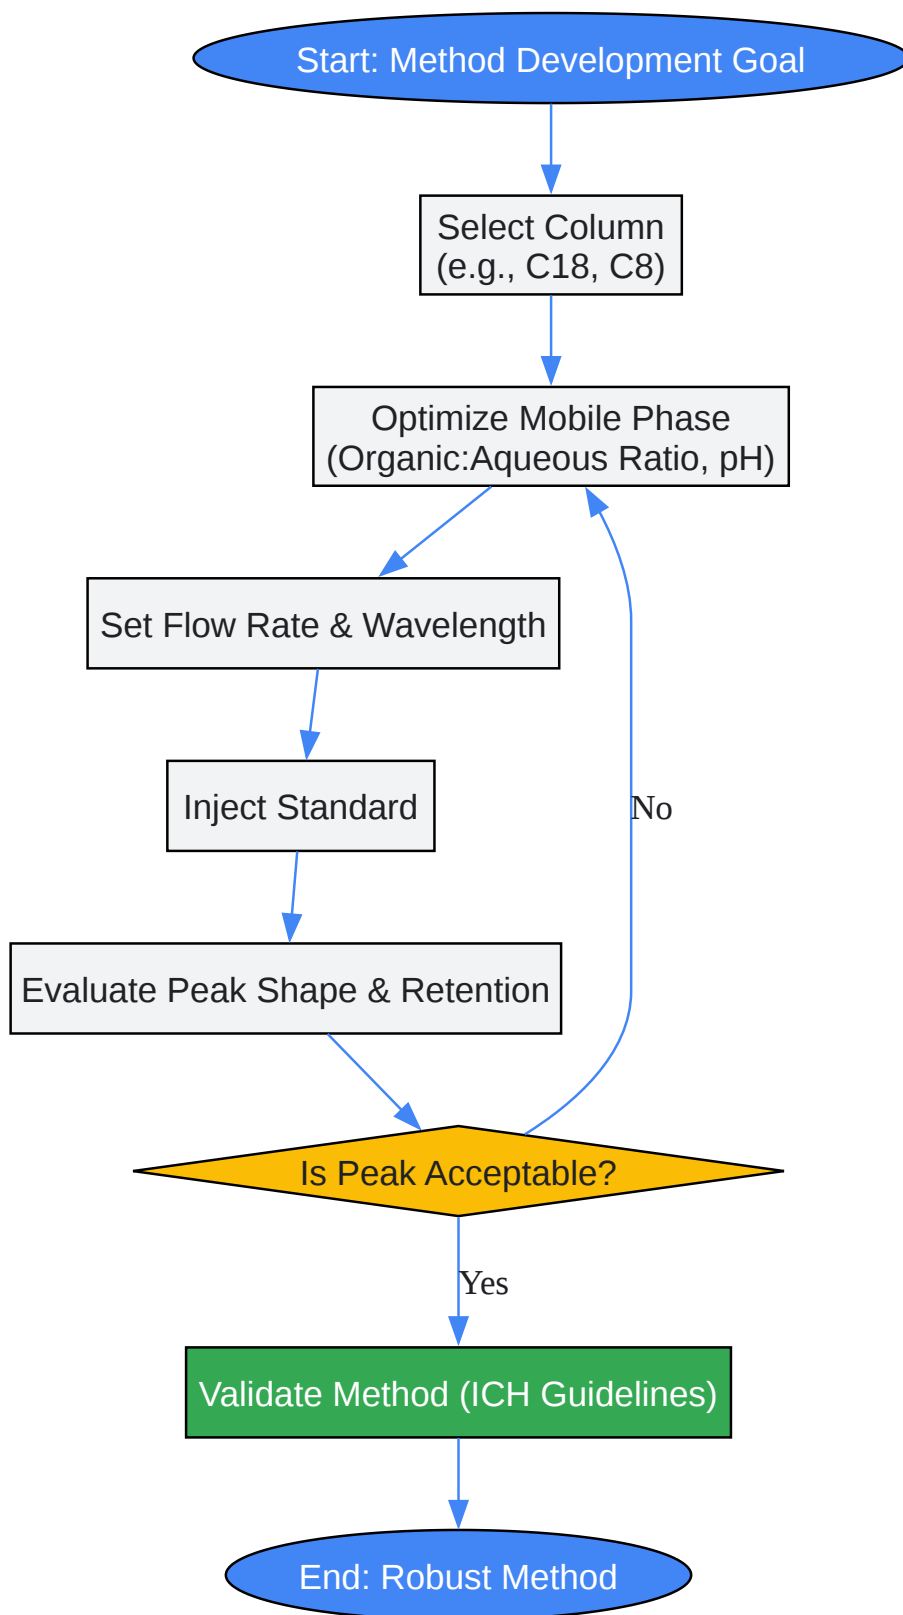 Start: Method Development Goal
Select Column
(e.g., C18, C8)
Optimize Mobile Phase
(Organic:Aqueous Ratio, pH)
Set Flow Rate & Wavelength
Inject Standard
No
Evaluate Peak Shape & Retention
Is Peak Acceptable?
Yes
Validate Method (ICH Guidelines)
End: Robust Method